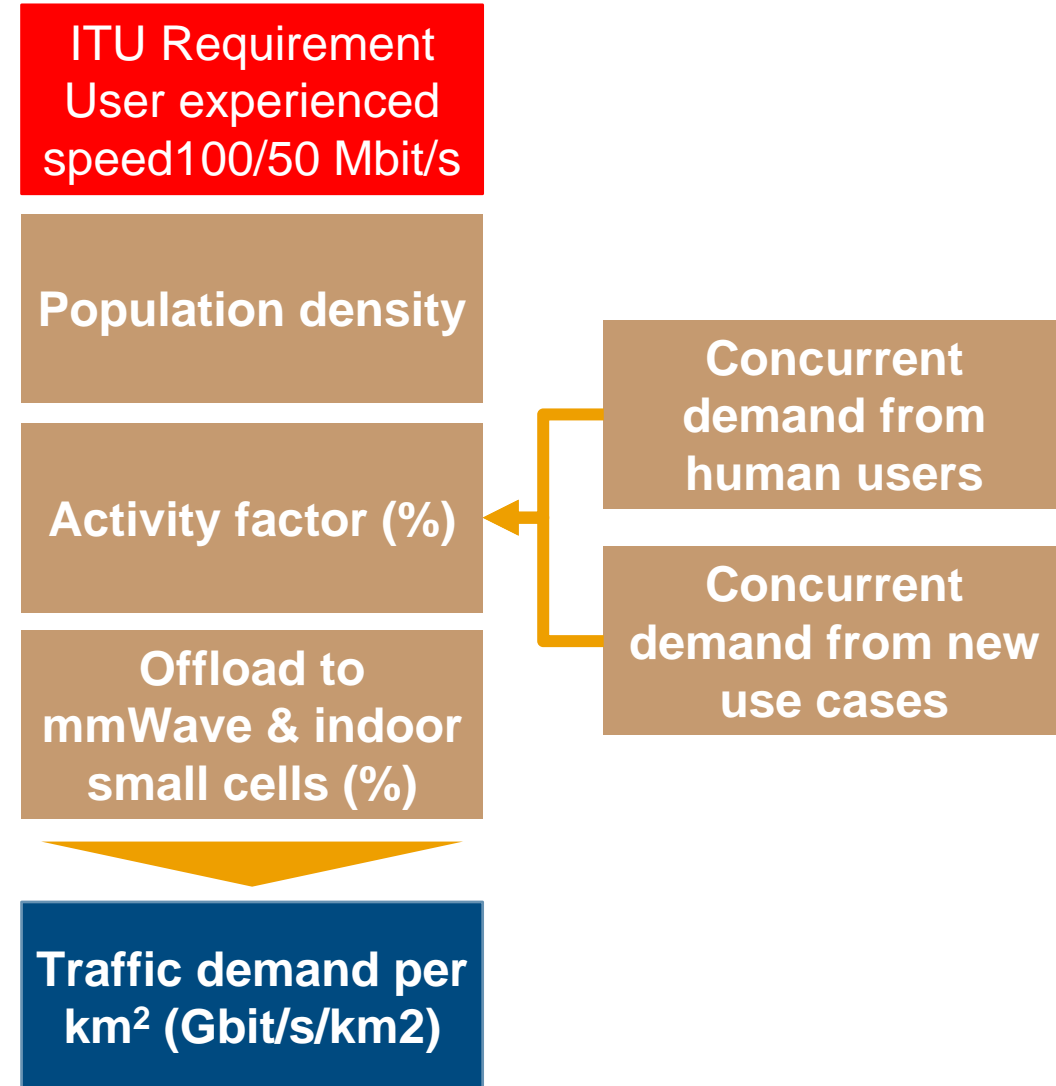 ITU Requirement
User experienced
speed100/50 Mbit/s
Population density
Activity factor (%)
Offload to
mmWave & indoor
small cells (%)
Traffic demand per
km² (Gbit/s/km2)
Concurrent
demand from
human users
Concurrent
demand from new
use cases